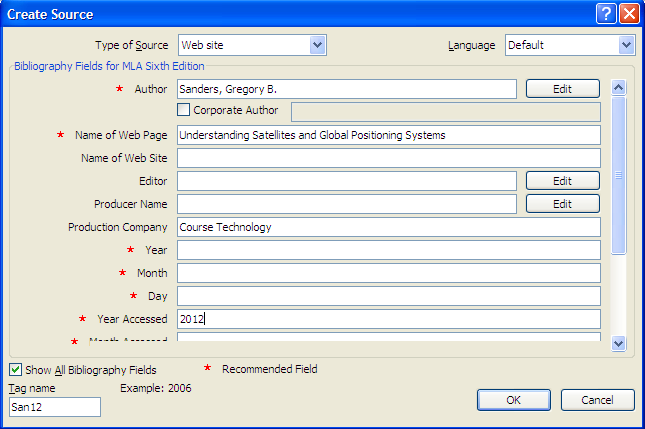 Create Source
Type of Source Web site Language Default
Bibliography Fields for MLA Sixth Edition
* Author Sanders, Gregory B. Edit
Corporate Author
* Name of Web Page Understanding Satellites and Global Positioning Systems
Name of Web Site
Editor Edit
Producer Name Edit
Production Company Course Technology
* Year
* Month
* Day
* Year Accessed 2012
* Month Accessed
Show All Bibliography Fields * Recommended Field
Tag name Example: 2006
San12 OK Cancel